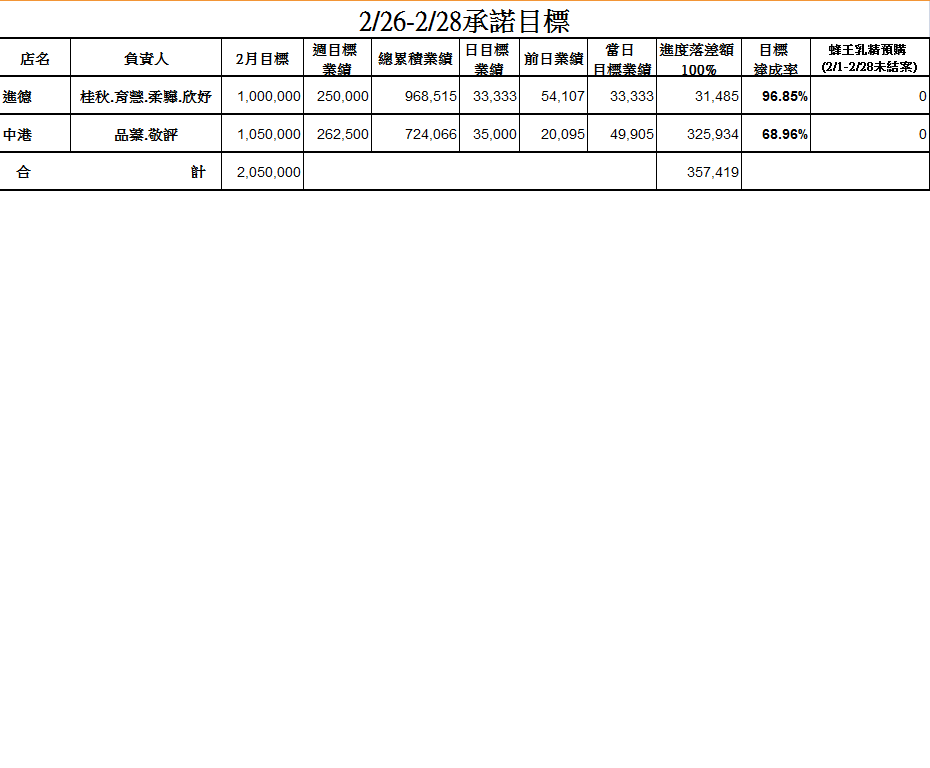 2/26-2/28承諾目標
店名 負責人 2月目標 週目標業績 總累積業績 日目標業績 前日業績 當日目標業績 進度落差額100% 目標達成率 蜂王乳精預購(2/1-2/28未結案)
進德 桂秋.育慧.柔驊.欣妤 1,000,000 250,000 968,515 33,333 54,107 33,333 31,485 96.85% 0
中港 品蓁.敬評 1,050,000 262,500 724,066 35,000 20,095 49,905 325,934 68.96% 0
合 計 2,050,000 357,419